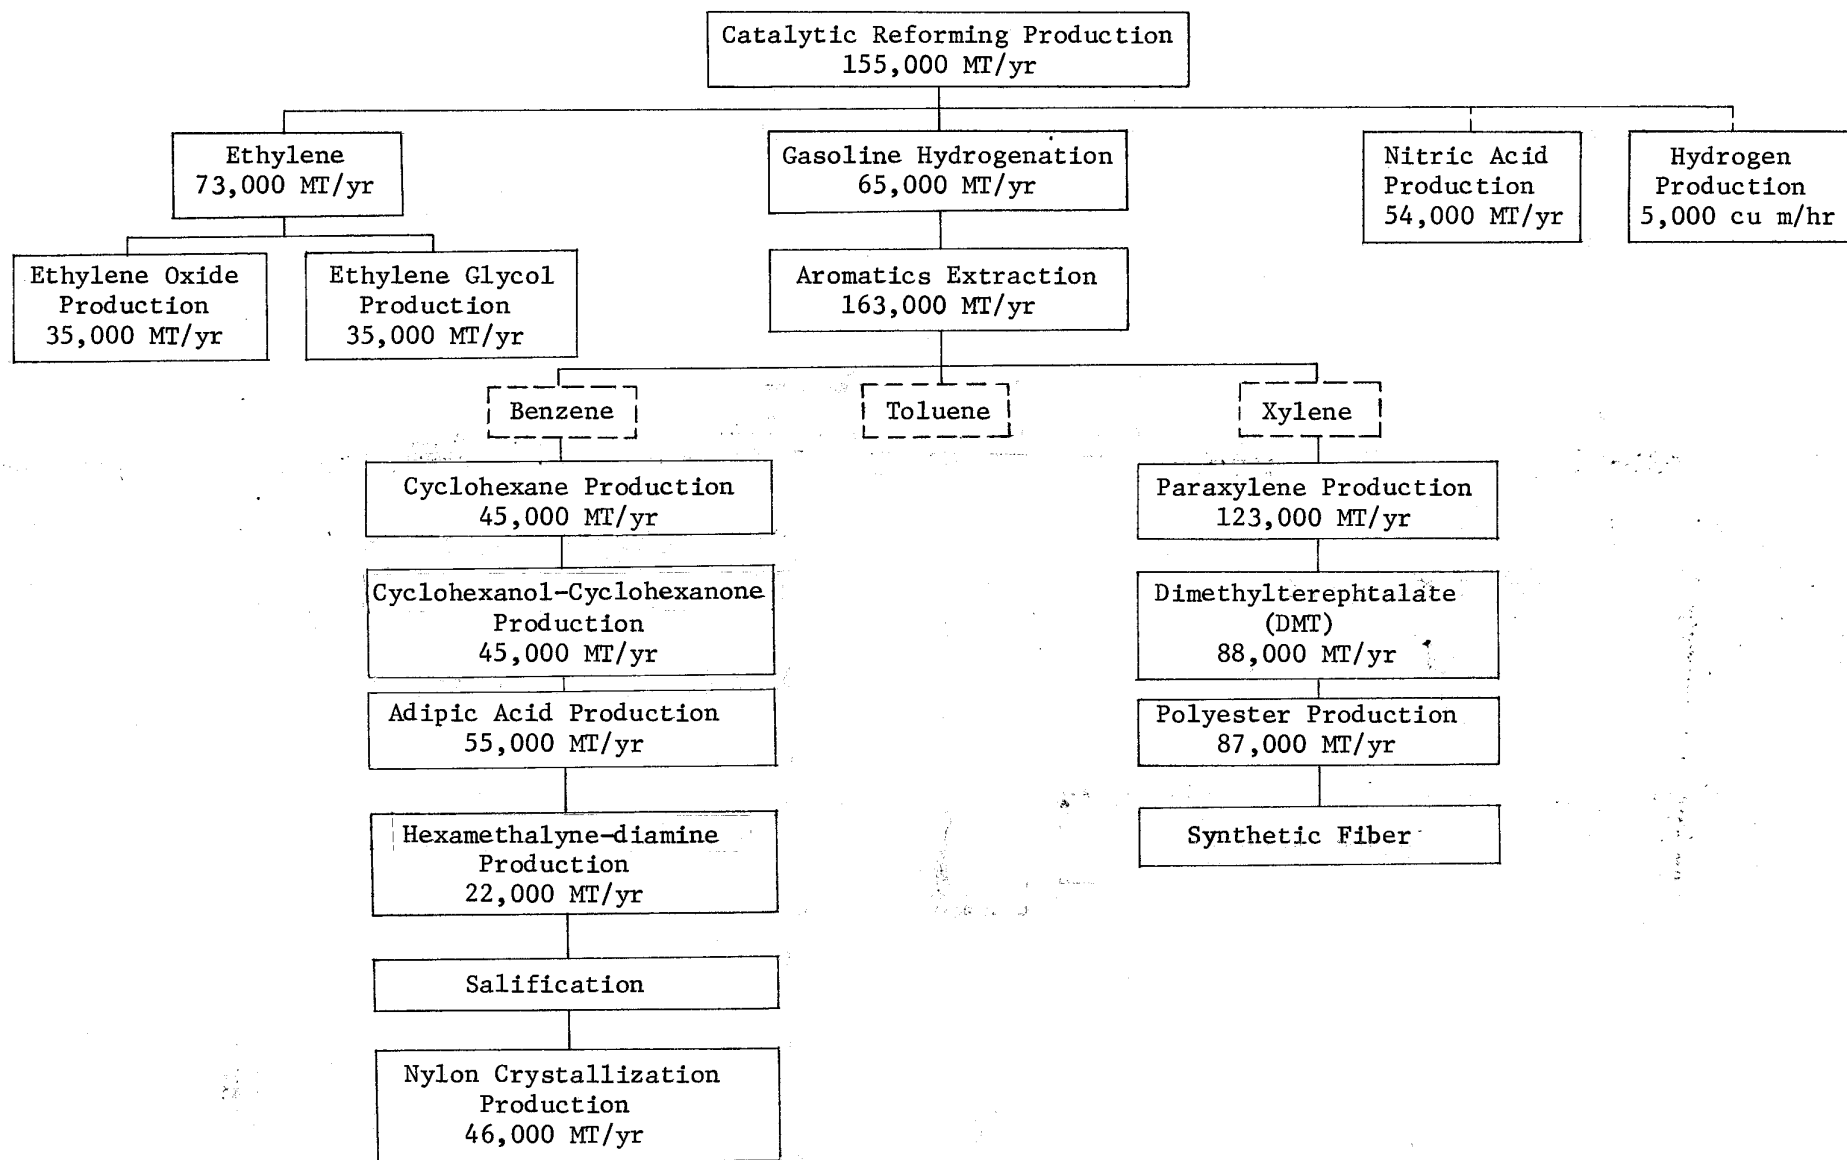 Catalytic Reforming Production
155,000 MT/yr
Ethylene
73,000 MT/yr
Gasoline Hydrogenation
65,000 MT/yr
Nitric Acid
Production
54,000 MT/yr
Hydrogen
Production
5,000 cu m/hr
Ethylene Oxide
Production
35,000 MT/yr
Ethylene Glycol
Production
35,000 MT/yr
Aromatics Extraction
163,000 MT/yr
Benzene
Toluene
Xylene
Cyclohexane Production
45,000 MT/yr
Paraxylene Production
123,000 MT/yr
Cyclohexanol-Cyclohexanone
Production
45,000 MT/yr
Dimethylterephtalate
(DMT)
88,000 MT/yr
Adipic Acid Production
55,000 MT/yr
Polyester Production
87,000 MT/yr
Hexamethalyne-diamine
Production
22,000 MT/yr
Synthetic Fiber
Salification
Nylon Crystallization
Production
46,000 MT/yr